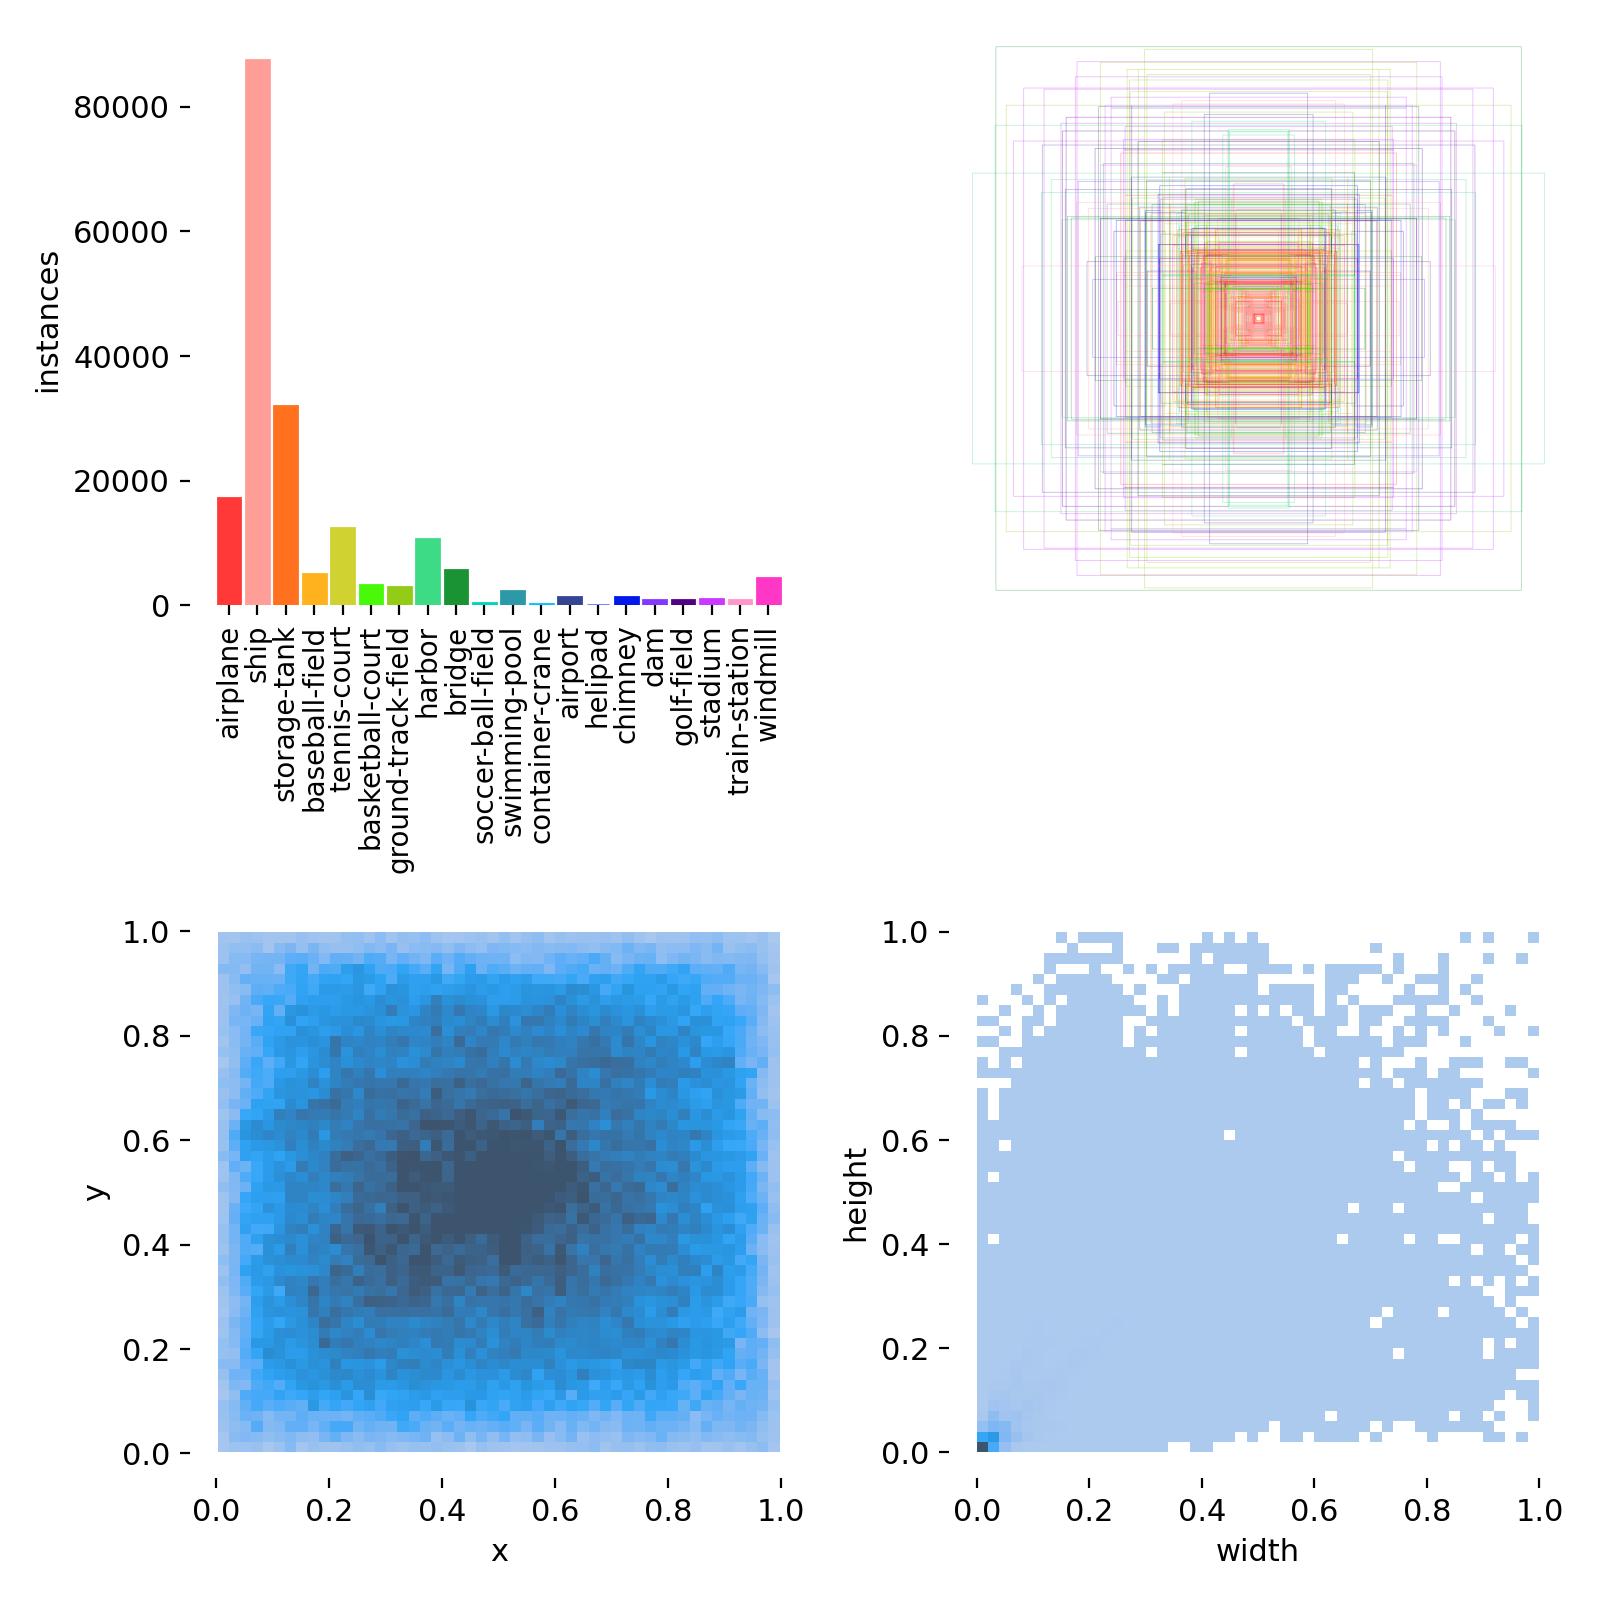 80000
60000
40000
20000
0
instances
airplane
ship
storage-tank
baseball-field
tennis-court
basketball-court
ground-track-field
harbor
bridge
soccer-ball-field
swimming-pool
container-crane
airport
helipad
chimney
dam
golf-field
stadium
train-station
windmill
1.0
0.8
0.6
0.4
0.2
0.0
y
0.0 0.2 0.4 0.6 0.8 1.0
x
1.0
0.8
0.6
0.4
0.2
0.0
height
0.0 0.2 0.4 0.6 0.8 1.0
width